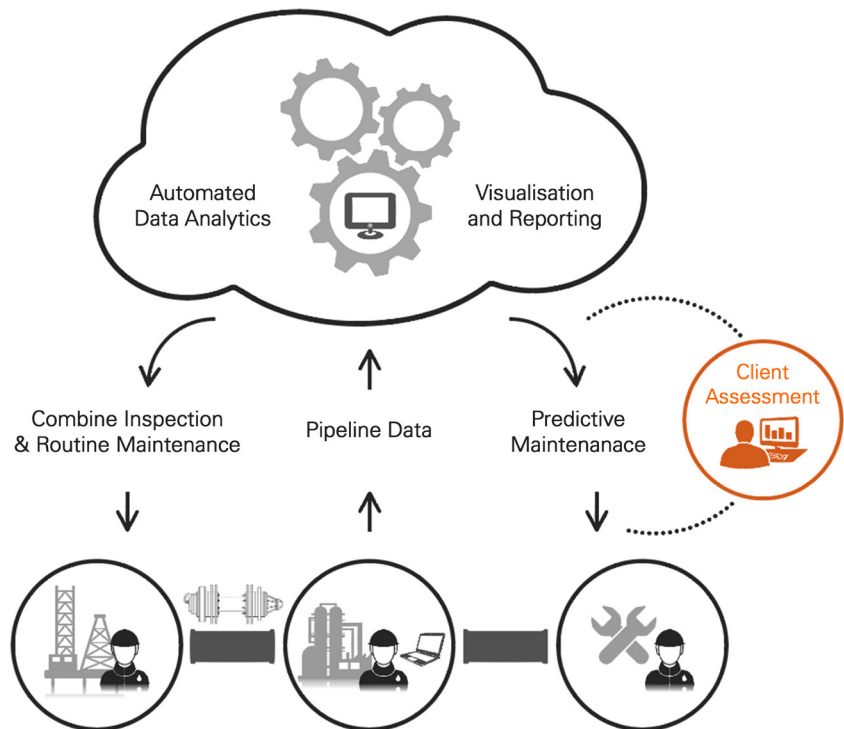 Automated
Data Analytics
Visualisation
and Reporting
Client
Assessment
Combine Inspection
& Routine Maintenance
Pipeline Data
Predictive
Maintenanace